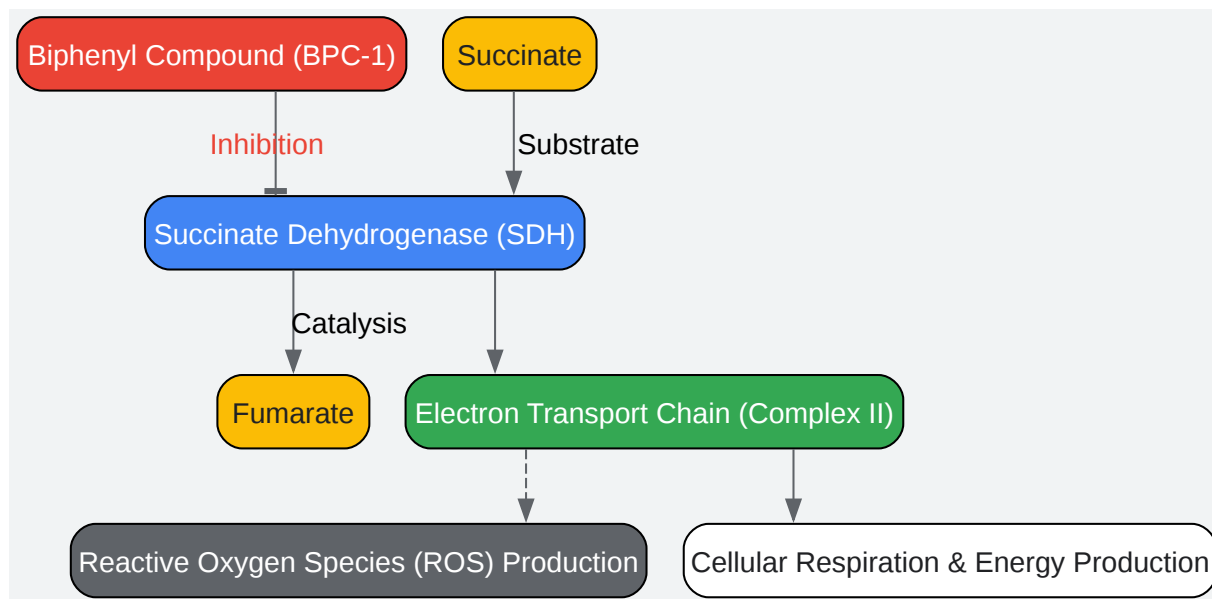 Biphenyl Compound (BPC-1)
Succinate
Inhibition
Substrate
Succinate Dehydrogenase (SDH)
Catalysis
Fumarate
Electron Transport Chain (Complex II)
Reactive Oxygen Species (ROS) Production
Cellular Respiration & Energy Production